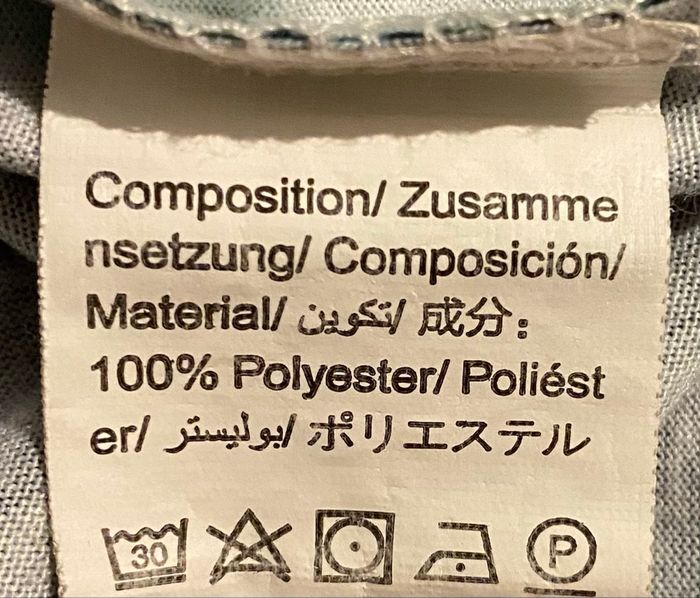 Composition/ Zusamme
nsetzung/ Composición/
Material/ تكوين/ 成分:
100% Polyester/ Poliést
er/ بوليستر/ ポリエステル
30 P